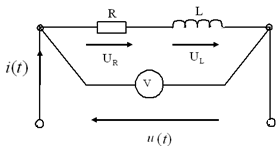 R L
U_R U_L
i(t) V
u(t)